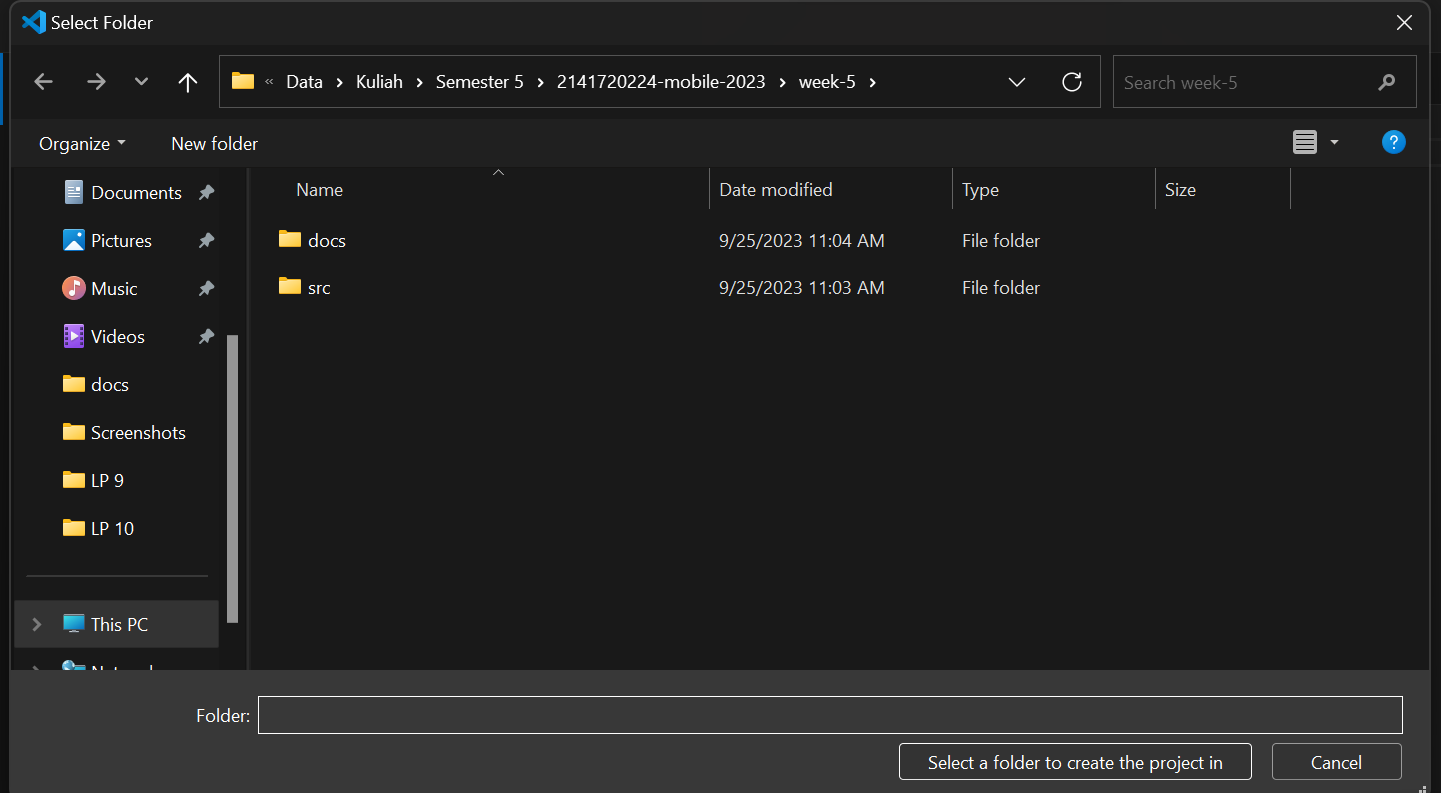 Select Folder
« Data › Kuliah › Semester 5 › 2141720224-mobile-2023 › week-5 ›
Search week-5
Organize
New folder
Documents
Pictures
Music
Videos
docs
Screenshots
LP 9
LP 10
This PC
Name
Date modified
Type
Size
docs
9/25/2023 11:04 AM
File folder
src
9/25/2023 11:03 AM
File folder
Folder:
Select a folder to create the project in
Cancel